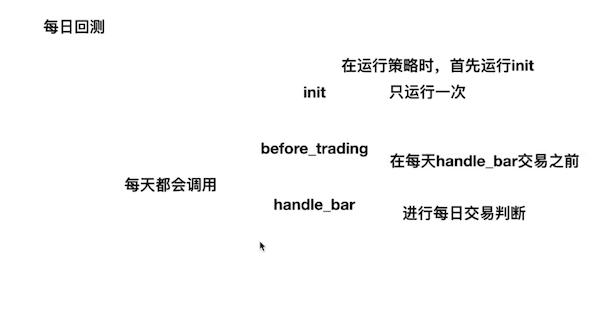 每日回测
在运行策略时，首先运行init
init 只运行一次
before_trading 在每天handle_bar交易之前
每天都会调用
handle_bar 进行每日交易判断